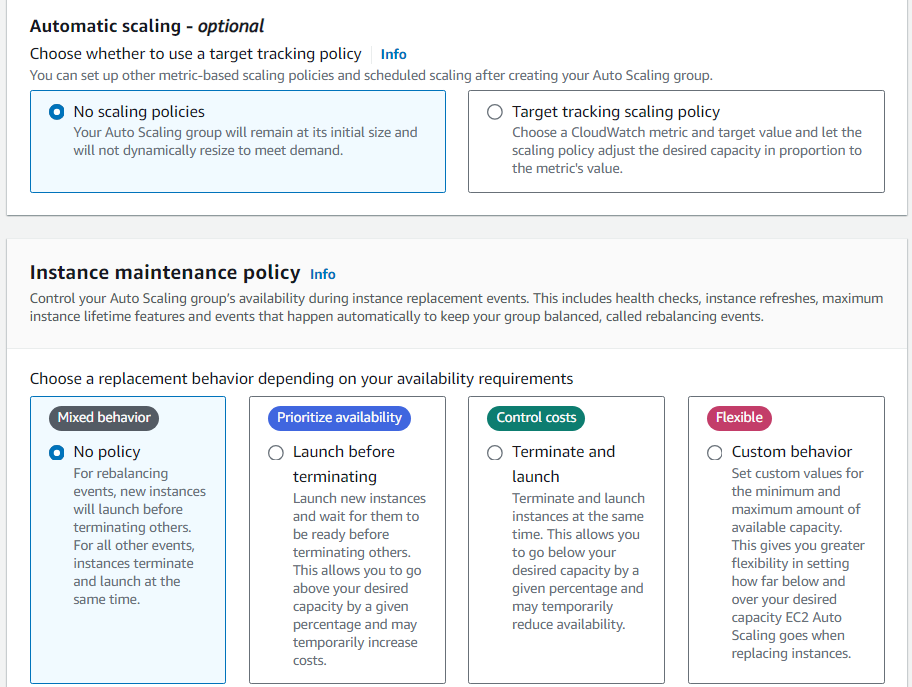 Automatic scaling - optional
Choose whether to use a target tracking policy Info
You can set up other metric-based scaling policies and scheduled scaling after creating your Auto Scaling group.
No scaling policies
Your Auto Scaling group will remain at its initial size and
will not dynamically resize to meet demand.
Target tracking scaling policy
Choose a CloudWatch metric and target value and let the
scaling policy adjust the desired capacity in proportion to
the metric's value.
Instance maintenance policy Info
Control your Auto Scaling group's availability during instance replacement events. This includes health checks, instance refreshes, maximum
instance lifetime features and events that happen automatically to keep your group balanced, called rebalancing events.
Choose a replacement behavior depending on your availability requirements
Mixed behavior
No policy
For rebalancing
events, new instances
will launch before
terminating others.
For all other events,
instances terminate
and launch at the
same time.
Prioritize availability
Launch before
terminating
Launch new instances
and wait for them to
be ready before
terminating others.
This allows you to go
above your desired
capacity by a given
percentage and may
temporarily increase
costs.
Control costs
Terminate and
launch
Terminate and launch
instances at the same
time. This allows you
to go below your
desired capacity by a
given percentage and
may temporarily
reduce availability.
Flexible
Custom behavior
Set custom values for
the minimum and
maximum amount of
available capacity.
This gives you greater
flexibility in setting
how far below and
over your desired
capacity EC2 Auto
Scaling goes when
replacing instances.